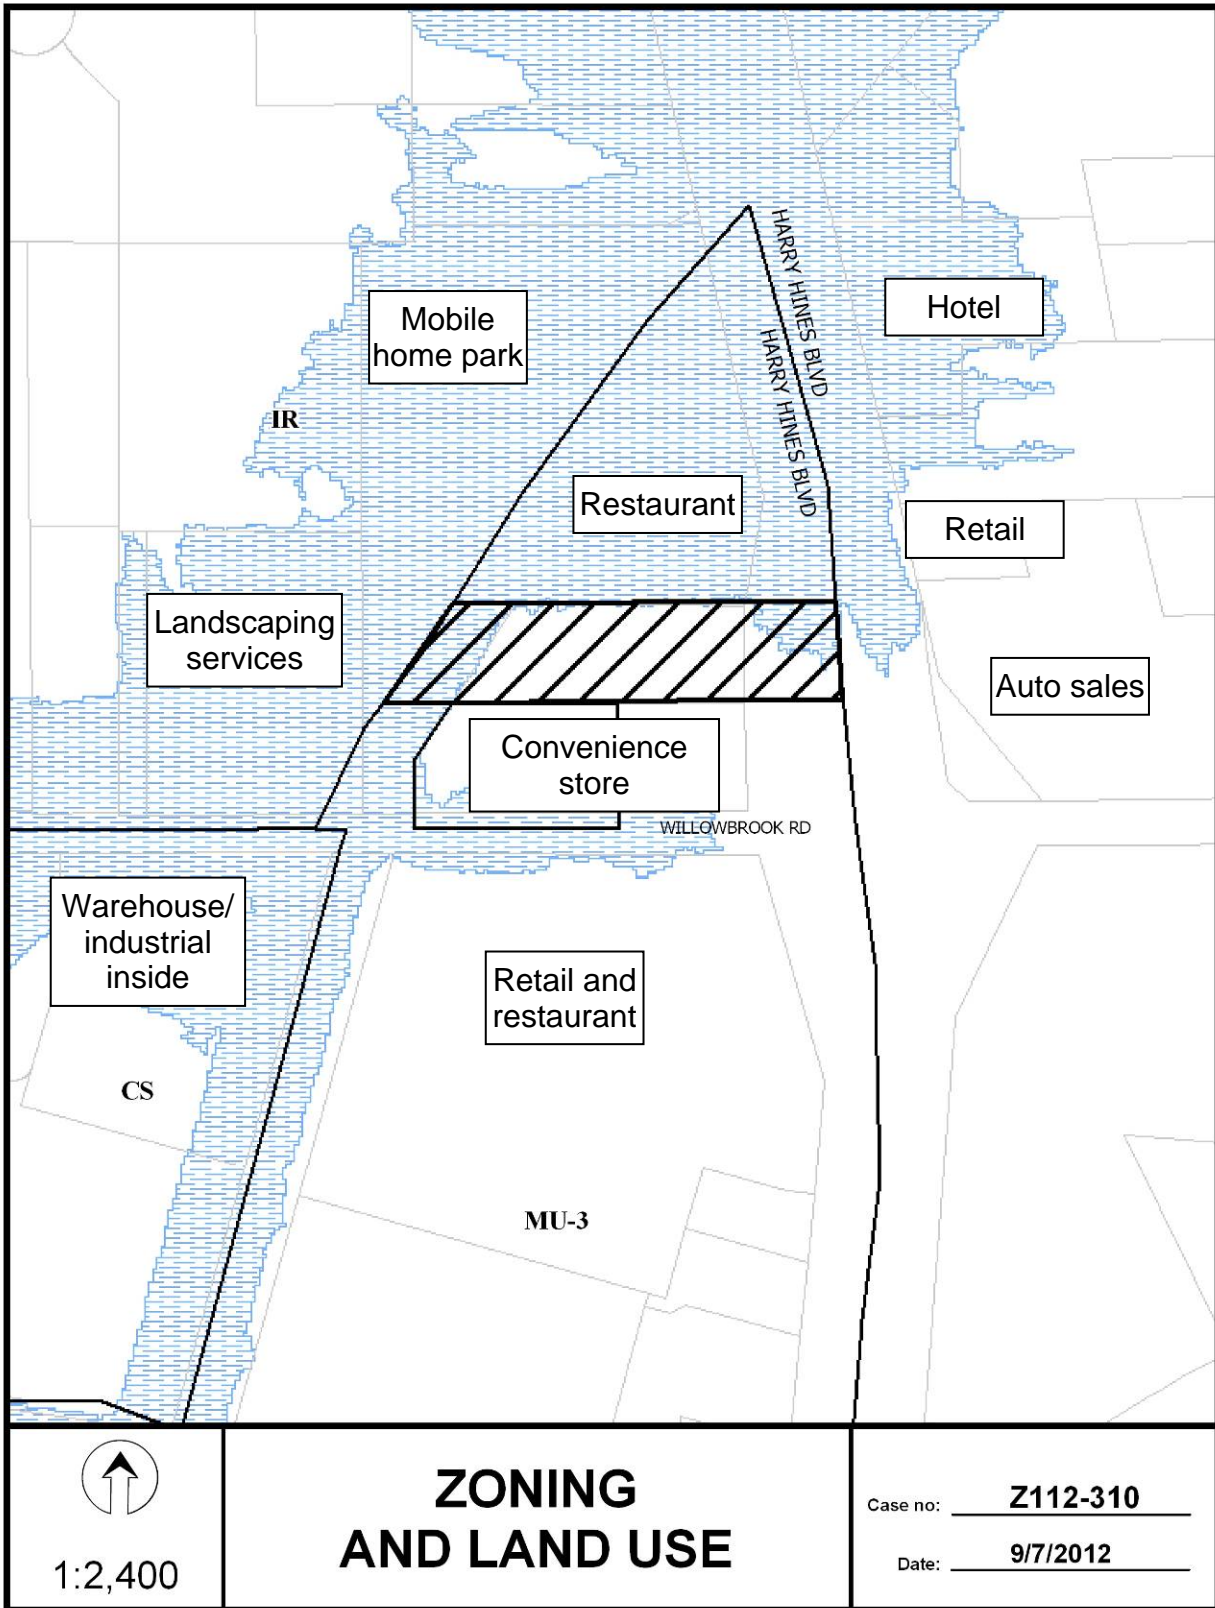 HARRY HINES BLVD
HARRY HINES BLVD
Hotel
Mobile
home park
IR
Restaurant
Retail
Landscaping
services
Auto sales
Convenience
store
WILLOWBROOK RD
Warehouse/
industrial
inside
Retail and
restaurant
CS
MU-3
1:2,400
ZONING
AND LAND USE
Case no: Z112-310
Date: 9/7/2012